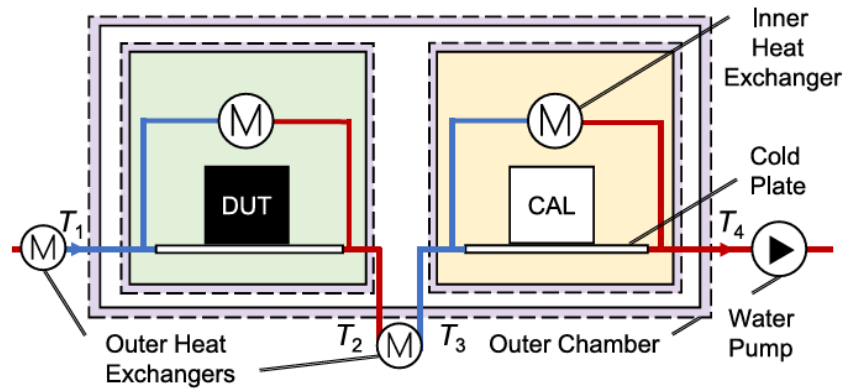 Inner
Heat
Exchanger
M
M
Cold
Plate
DUT
CAL
T1
M
T4
T2
M
T3
Outer Heat
Exchangers
Outer Chamber
Water
Pump